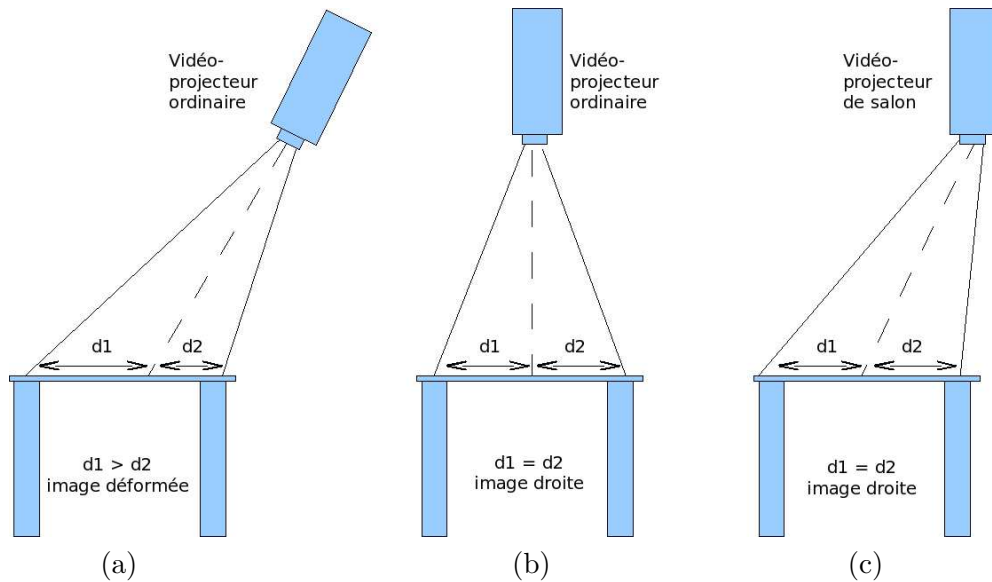 Vidéo-
projecteur
ordinaire
d1
d2
d1 > d2
image déformée
(a)
Vidéo-
projecteur
ordinaire
d1
d2
d1 = d2
image droite
(b)
Vidéo-
projecteur
de salon
d1
d2
d1 = d2
image droite
(c)